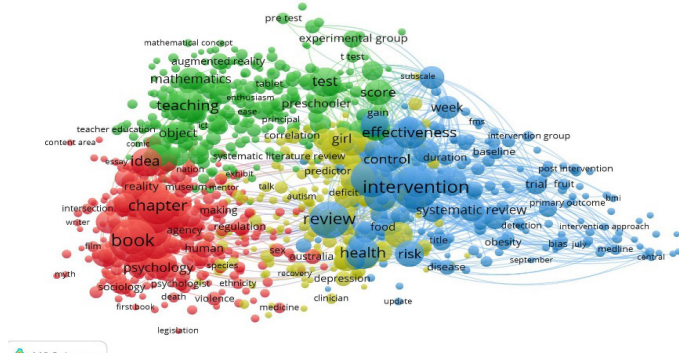 pre test
experimental group
mathematical concept
t test
augmented reality
subscale
mathematics
tablet
test
score
teaching
enthusiasm
preschooler
week
ease
principal
gain
fms
teacher education
ict
object
correlation
girl
effectiveness
intervention group
content area
comic
idea
systematic literature review
control
duration
baseline
essay
nation
exhibit
predictor
post intervention
reality
museum
mentor
talk
deficit
intervention
trial
fruit
bmi
autism
chapter
making
primary outcome
intersection
review
systematic review
writer
agency
regulation
food
detection
intervention approach
book
title
film
human
sex
australia
health
risk
obesity
bias
july
medline
central
psychology
species
disease
september
myth
sociology
psychologist
ethnicity
recovery
depression
death
violence
clinician
first book
medicine
update
legislation